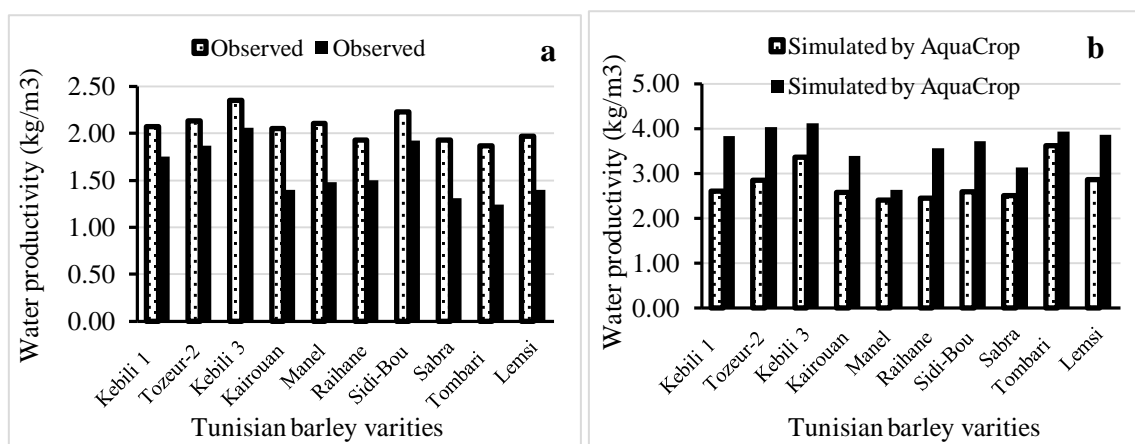 Observed Observed
a
Water productivity (kg/m3)
2.50
2.00
1.50
1.00
0.50
0.00
Kebili 1
Tozeur-2
Kebili 3
Kairouan
Manel
Raihane
Sidi-Bou
Sabra
Tombari
Lemsi
Tunisian barley varities
Simulated by AquaCrop
b
Simulated by AquaCrop
Water productivity (kg/m3)
5.00
4.00
3.00
2.00
1.00
0.00
Kebili 1
Tozeur-2
Kebili 3
Kairouan
Manel
Raihane
Sidi-Bou
Sabra
Tombari
Lemsi
Tunisian barley varities